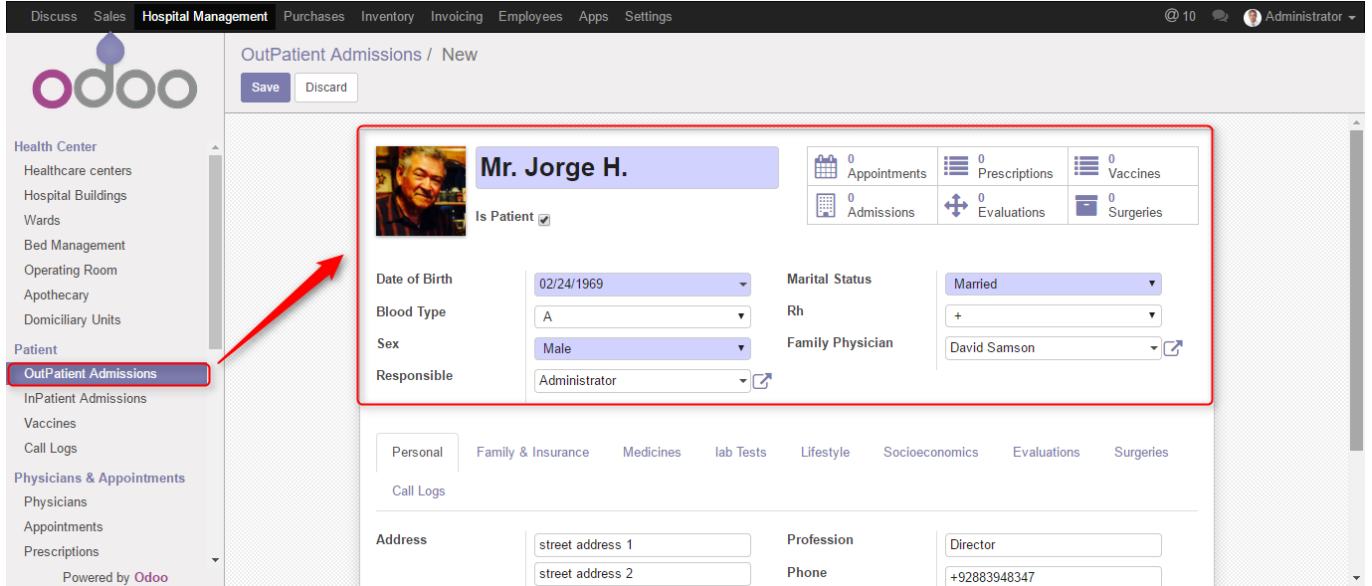 Discuss Sales Hospital Management Purchases Inventory Invoicing Employees Apps Settings @ 10 Administrator
odoo
Health Center
Healthcare centers
Hospital Buildings
Wards
Bed Management
Operating Room
Apothecary
Domiciliary Units
Patient
OutPatient Admissions
InPatient Admissions
Vaccines
Call Logs
Physicians & Appointments
Physicians
Appointments
Prescriptions
Powered by Odoo
OutPatient Admissions / New
Save Discard
Mr. Jorge H.
Is Patient
0 Appointments
0 Prescriptions
0 Vaccines
0 Admissions
0 Evaluations
0 Surgeries
Date of Birth 02/24/1969
Blood Type A
Sex Male
Responsible Administrator
Marital Status Married
Rh +
Family Physician David Samson
Personal Family & Insurance Medicines lab Tests Lifestyle Socioeconomics Evaluations Surgeries
Call Logs
Address street address 1
street address 2
Profession Director
Phone +92883948347